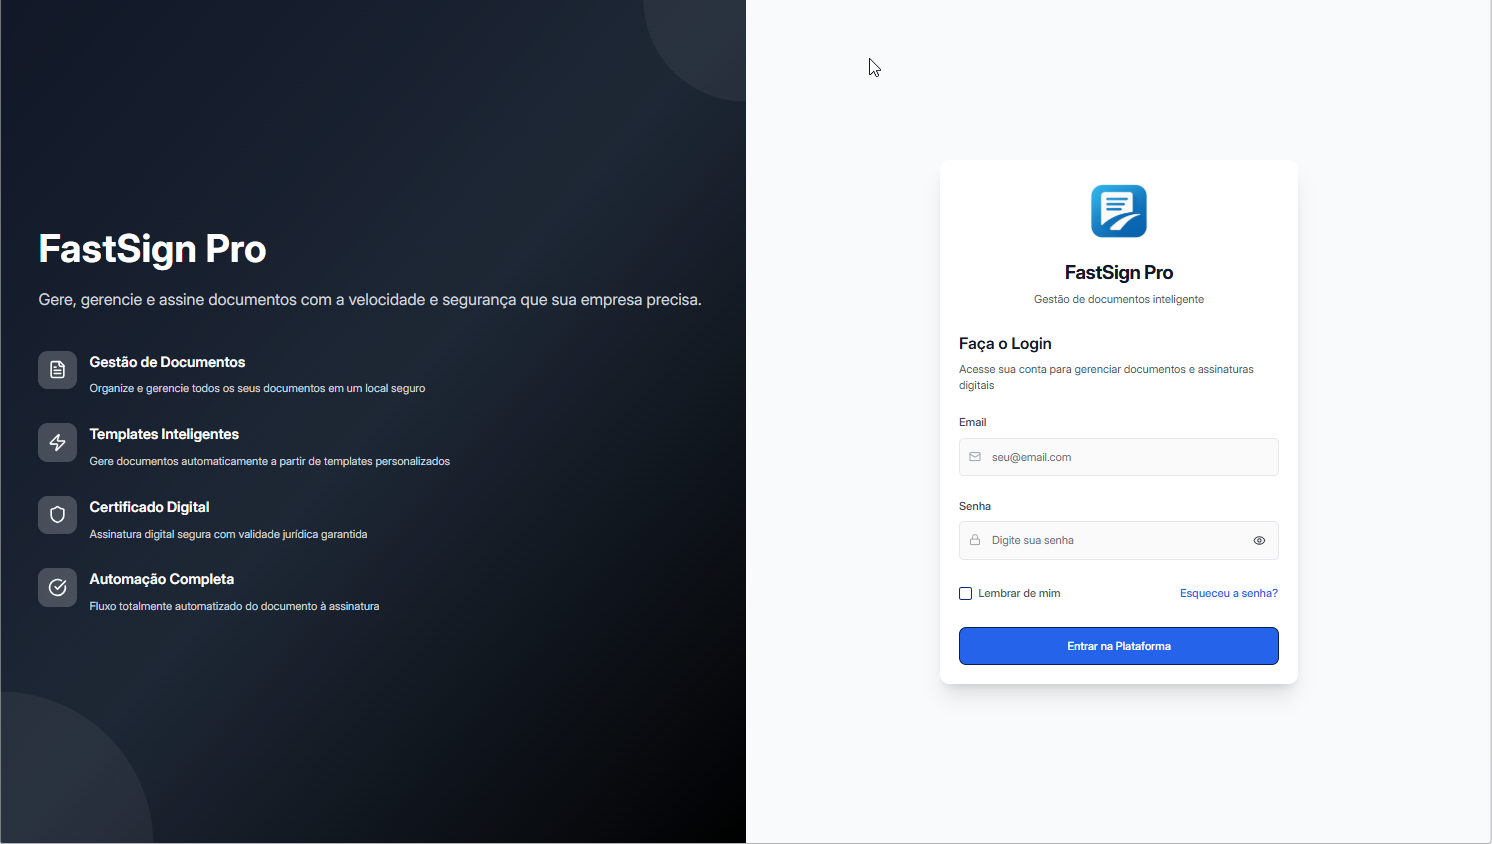 FastSign Pro
Gere, gerencie e assine documentos com a velocidade e segurança que sua empresa precisa.
Gestão de Documentos
Organize e gerencie todos os seus documentos em um local seguro
Templates Inteligentes
Gere documentos automaticamente a partir de templates personalizados
Certificado Digital
Assinatura digital segura com validade jurídica garantida
Automação Completa
Fluxo totalmente automatizado do documento à assinatura
FastSign Pro
Gestão de documentos inteligente
Faça o Login
Acesse sua conta para gerenciar documentos e assinaturas
digitais
Email
seu@email.com
Senha
Digite sua senha
Lembrar de mim
Esqueceu a senha?
Entrar na Plataforma